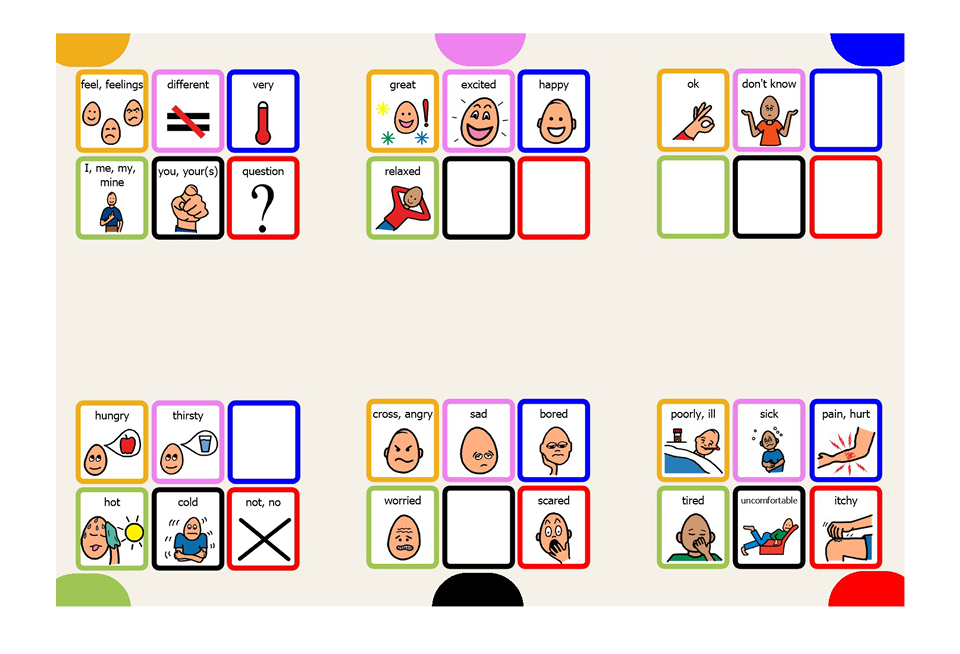 feel, feelings
different
very
I, me, my,
mine
you, your(s)
question
?
great
!
excited
happy
relaxed
ok
don't know
hungry
thirsty
hot
cold
not, no
cross, angry
sad
bored
worried
scared
poorly, ill
sick
pain, hurt
tired
uncomfortable
itchy